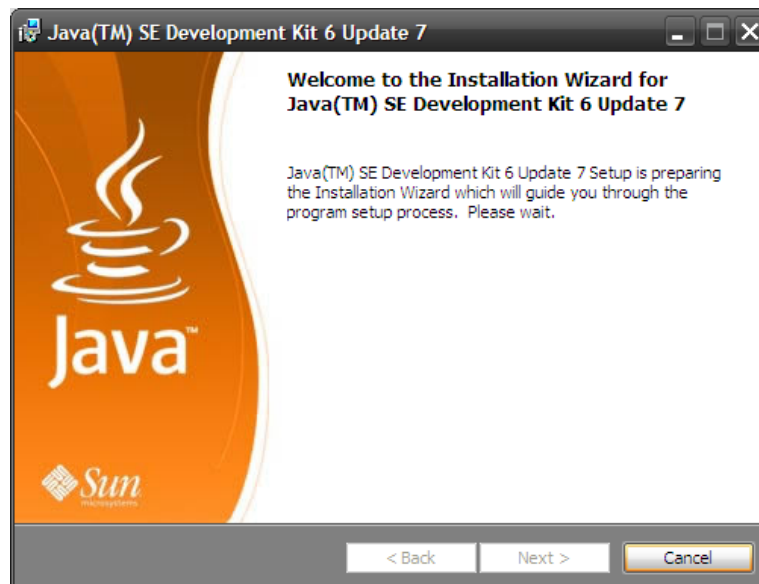 Java(TM) SE Development Kit 6 Update 7
Welcome to the Installation Wizard for
Java(TM) SE Development Kit 6 Update 7
Java(TM) SE Development Kit 6 Update 7 Setup is preparing
the Installation Wizard which will guide you through the
program setup process. Please wait.
Java™
Sun
microsystems
< Back
Next >
Cancel